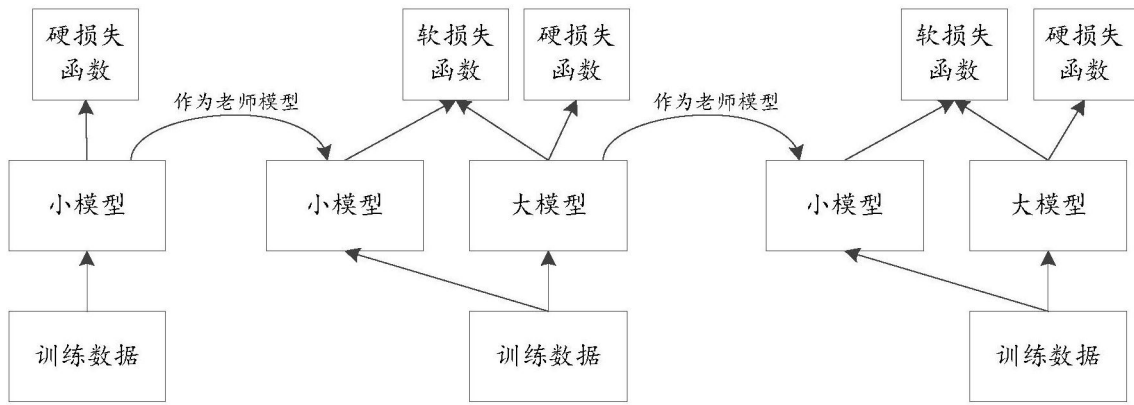 硬损失
函数
软损失
函数
硬损失
函数
软损失
函数
硬损失
函数
作为老师模型
作为老师模型
小模型
小模型
大模型
小模型
大模型
训练数据
训练数据
训练数据